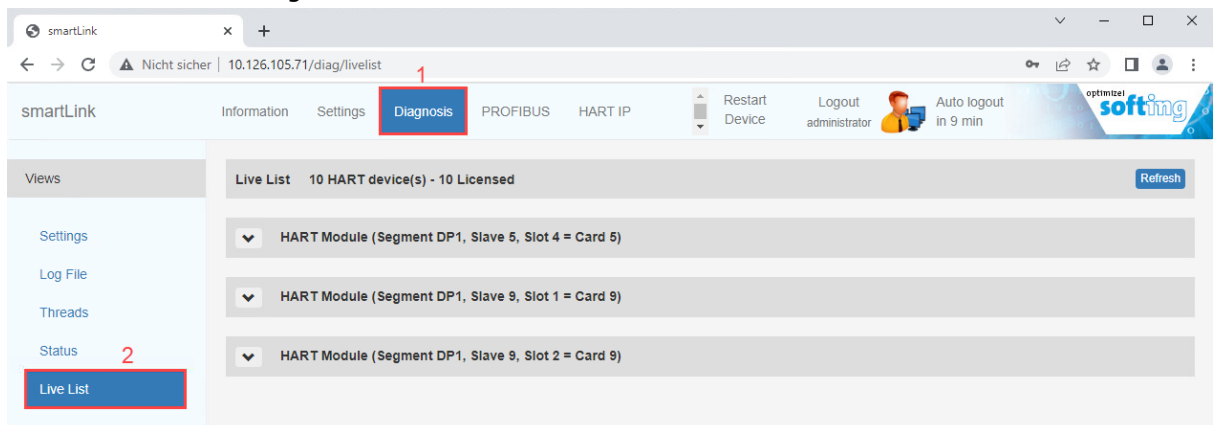 smartLink
Nicht sicher | 10.126.105.71/diag/livelist
1
smartLink Information Settings Diagnosis PROFIBUS HART IP Restart Device Logout administrator Auto logout in 9 min optimize! softing
Views
Live List 10 HART device(s) - 10 Licensed Refresh
Settings
HART Module (Segment DP1, Slave 5, Slot 4 = Card 5)
Log File
HART Module (Segment DP1, Slave 9, Slot 1 = Card 9)
Threads
Status
2
HART Module (Segment DP1, Slave 9, Slot 2 = Card 9)
Live List